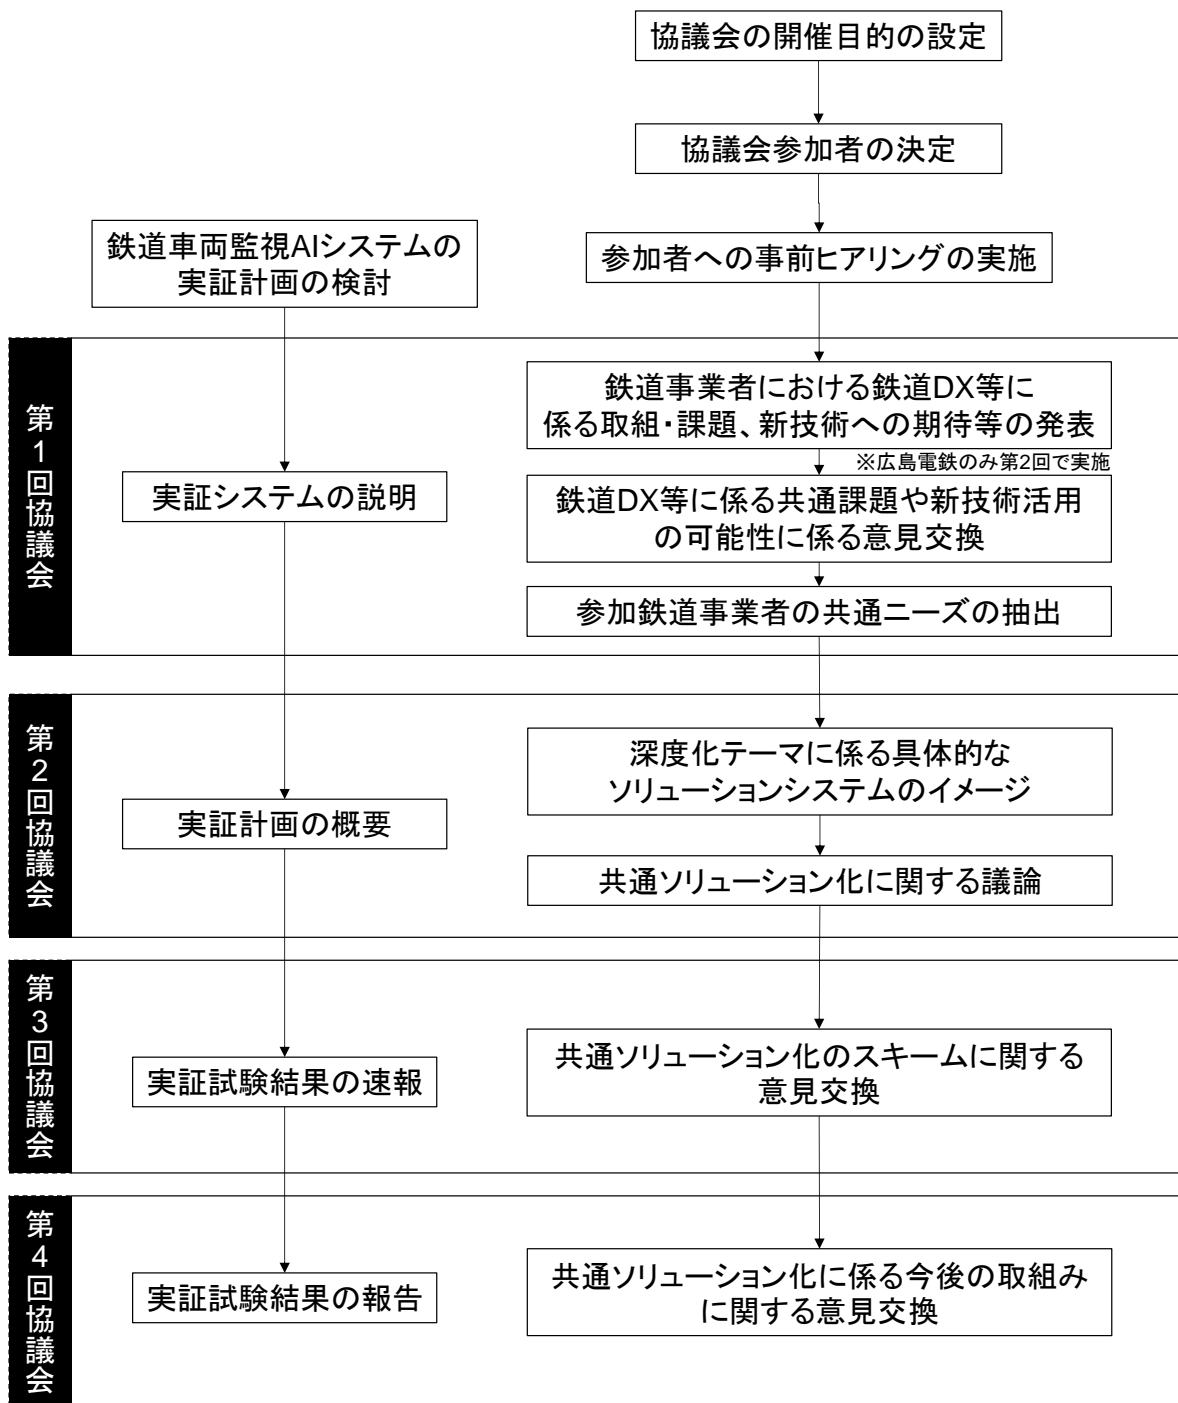 協議会の開催目的の設定
協議会参加者の決定
参加者への事前ヒアリングの実施
鉄道車両監視AIシステムの
実証計画の検討
第1回協議会
実証システムの説明
鉄道事業者における鉄道DX等に
係る取組・課題、新技術への期待等の発表
※広島電鉄のみ第2回で実施
鉄道DX等に係る共通課題や新技術活用
の可能性に係る意見交換
参加鉄道事業者の共通ニーズの抽出
第2回協議会
実証計画の概要
深度化テーマに係る具体的な
ソリューションシステムのイメージ
共通ソリューション化に関する議論
第3回協議会
実証試験結果の速報
共通ソリューション化のスキームに関する
意見交換
第4回協議会
実証試験結果の報告
共通ソリューション化に係る今後の取組み
に関する意見交換